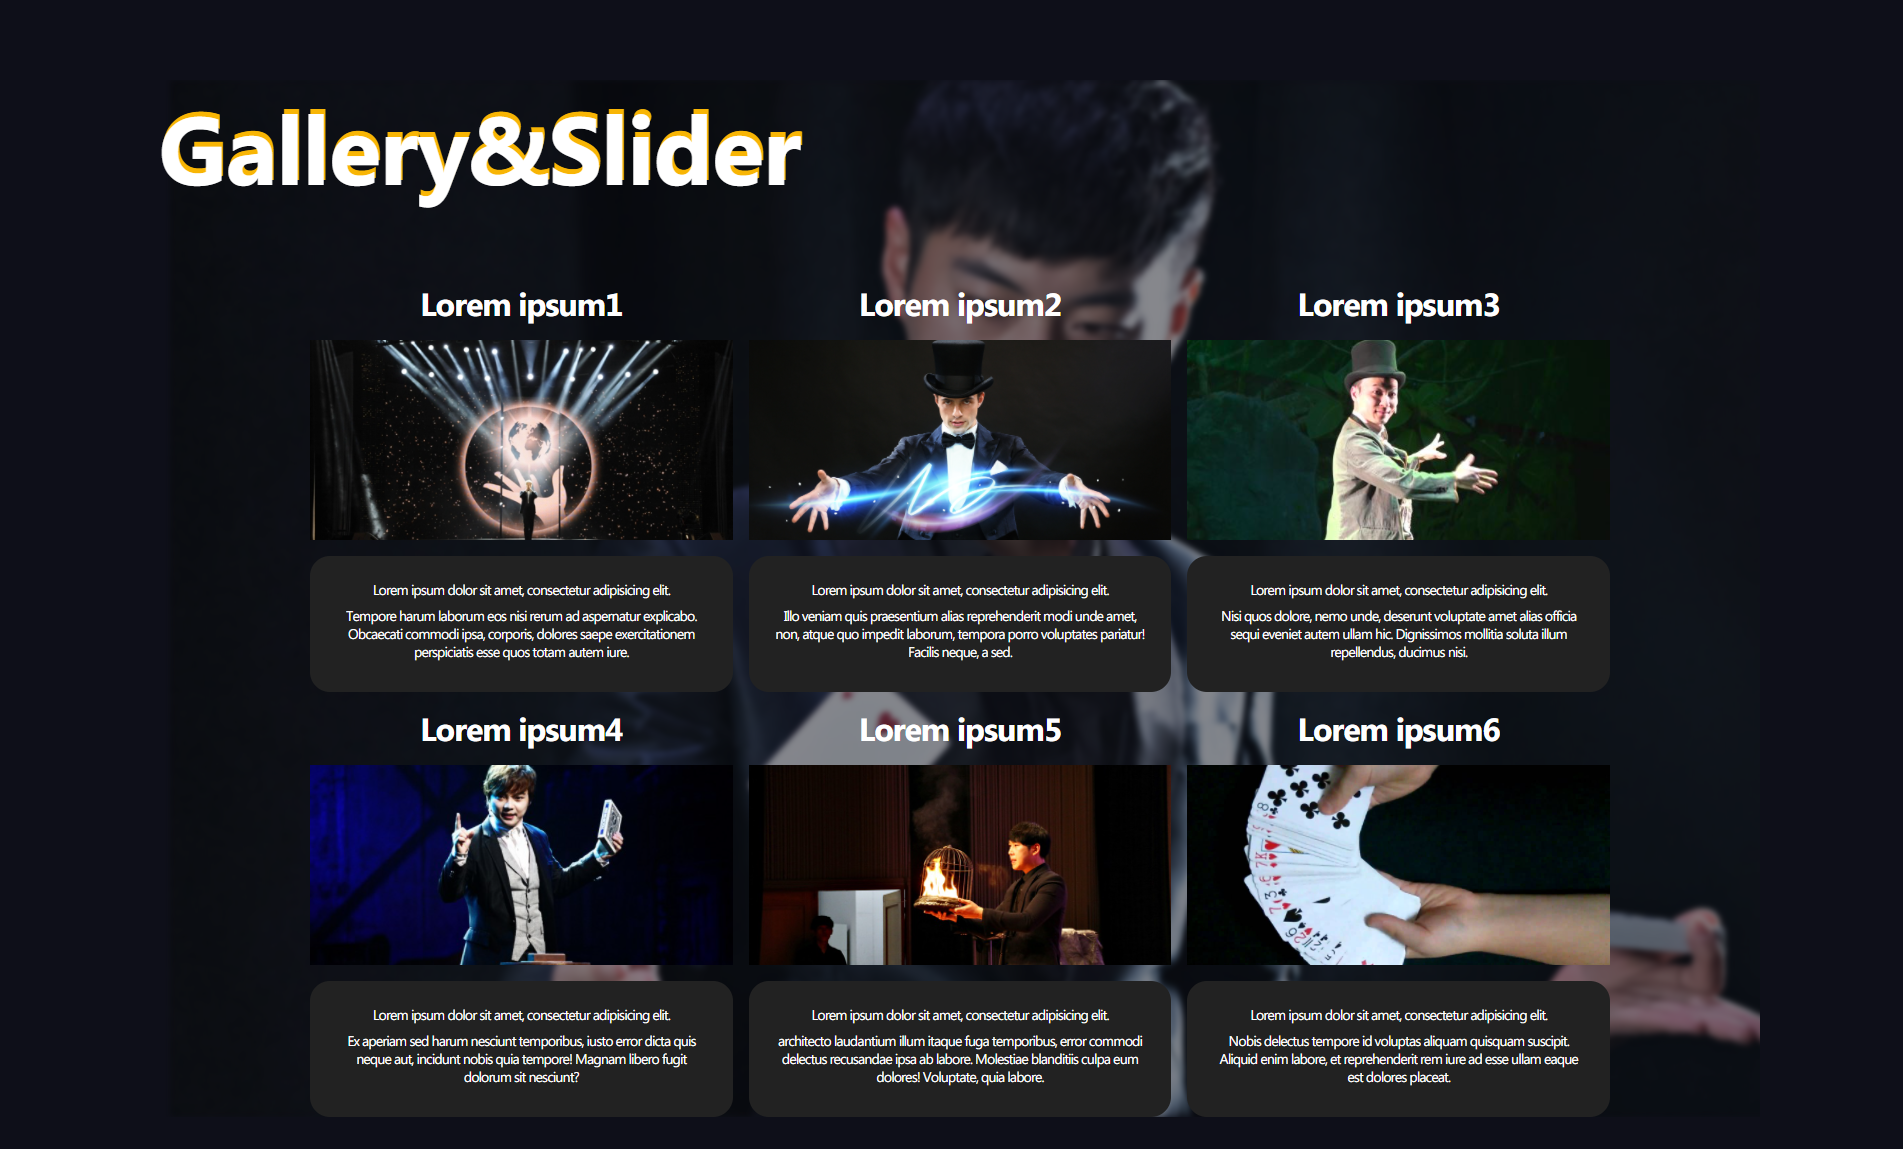 Gallery&Slider
Lorem ipsum1
Lorem ipsum2
Lorem ipsum3
Lorem ipsum dolor sit amet, consectetur adipisicing elit.
Tempore harum laborum eos nisi rerum ad aspernatur explicabo.
Obcaecati commodi ipsa, corporis, dolores saepe exercitationem
perspiciatis esse quos totam autem iure.
Lorem ipsum dolor sit amet, consectetur adipisicing elit.
Illo veniam quis praesentium alias reprehenderit modi unde amet,
non, atque quo impedit laborum, tempora porro voluptates pariatur!
Facilis neque, a sed.
Lorem ipsum dolor sit amet, consectetur adipisicing elit.
Nisi quos dolore, nemo unde, deserunt voluptate amet alias officia
sequi eveniet autem ullam hic. Dignissimos mollitia soluta illum
repellendus, ducimus nisi.
Lorem ipsum4
Lorem ipsum5
Lorem ipsum6
Lorem ipsum dolor sit amet, consectetur adipisicing elit.
Ex aperiam sed harum nesciunt temporibus, iusto error dicta quis
neque aut, incidunt nobis quia tempore! Magnam libero fugit
dolorum sit nesciunt?
Lorem ipsum dolor sit amet, consectetur adipisicing elit.
architecto laudantium illum itaque fuga temporibus, error commodi
delectus recusandae ipsa ab labore. Molestiae blanditiis culpa eum
dolores! Voluptate, quia labore.
Lorem ipsum dolor sit amet, consectetur adipisicing elit.
Nobis delectus tempore id voluptas aliquam quisquam suscipit.
Aliquid enim labore, et reprehenderit rem iure ad esse ullam eaque
est dolores placeat.